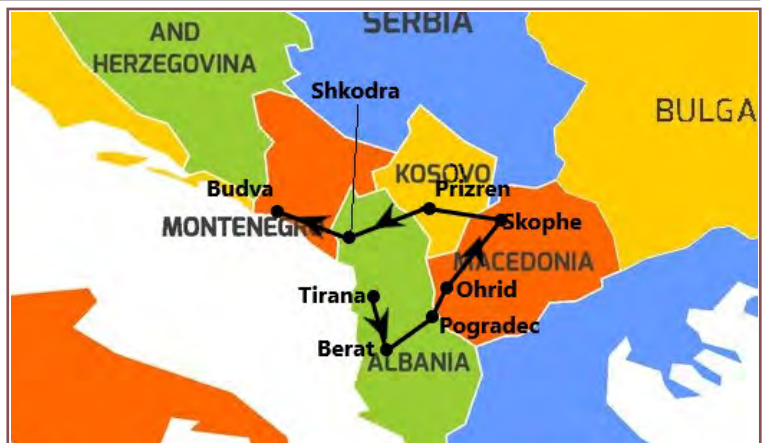 SERBIA
AND
HERZEGOVINA
Shkodra
BULGA
KOSOVO
Prizren
Budva
MONTENEGR
Skophe
MACEDONIA
Ohrid
Tirana
Pogradec
Berat
ALBANIA